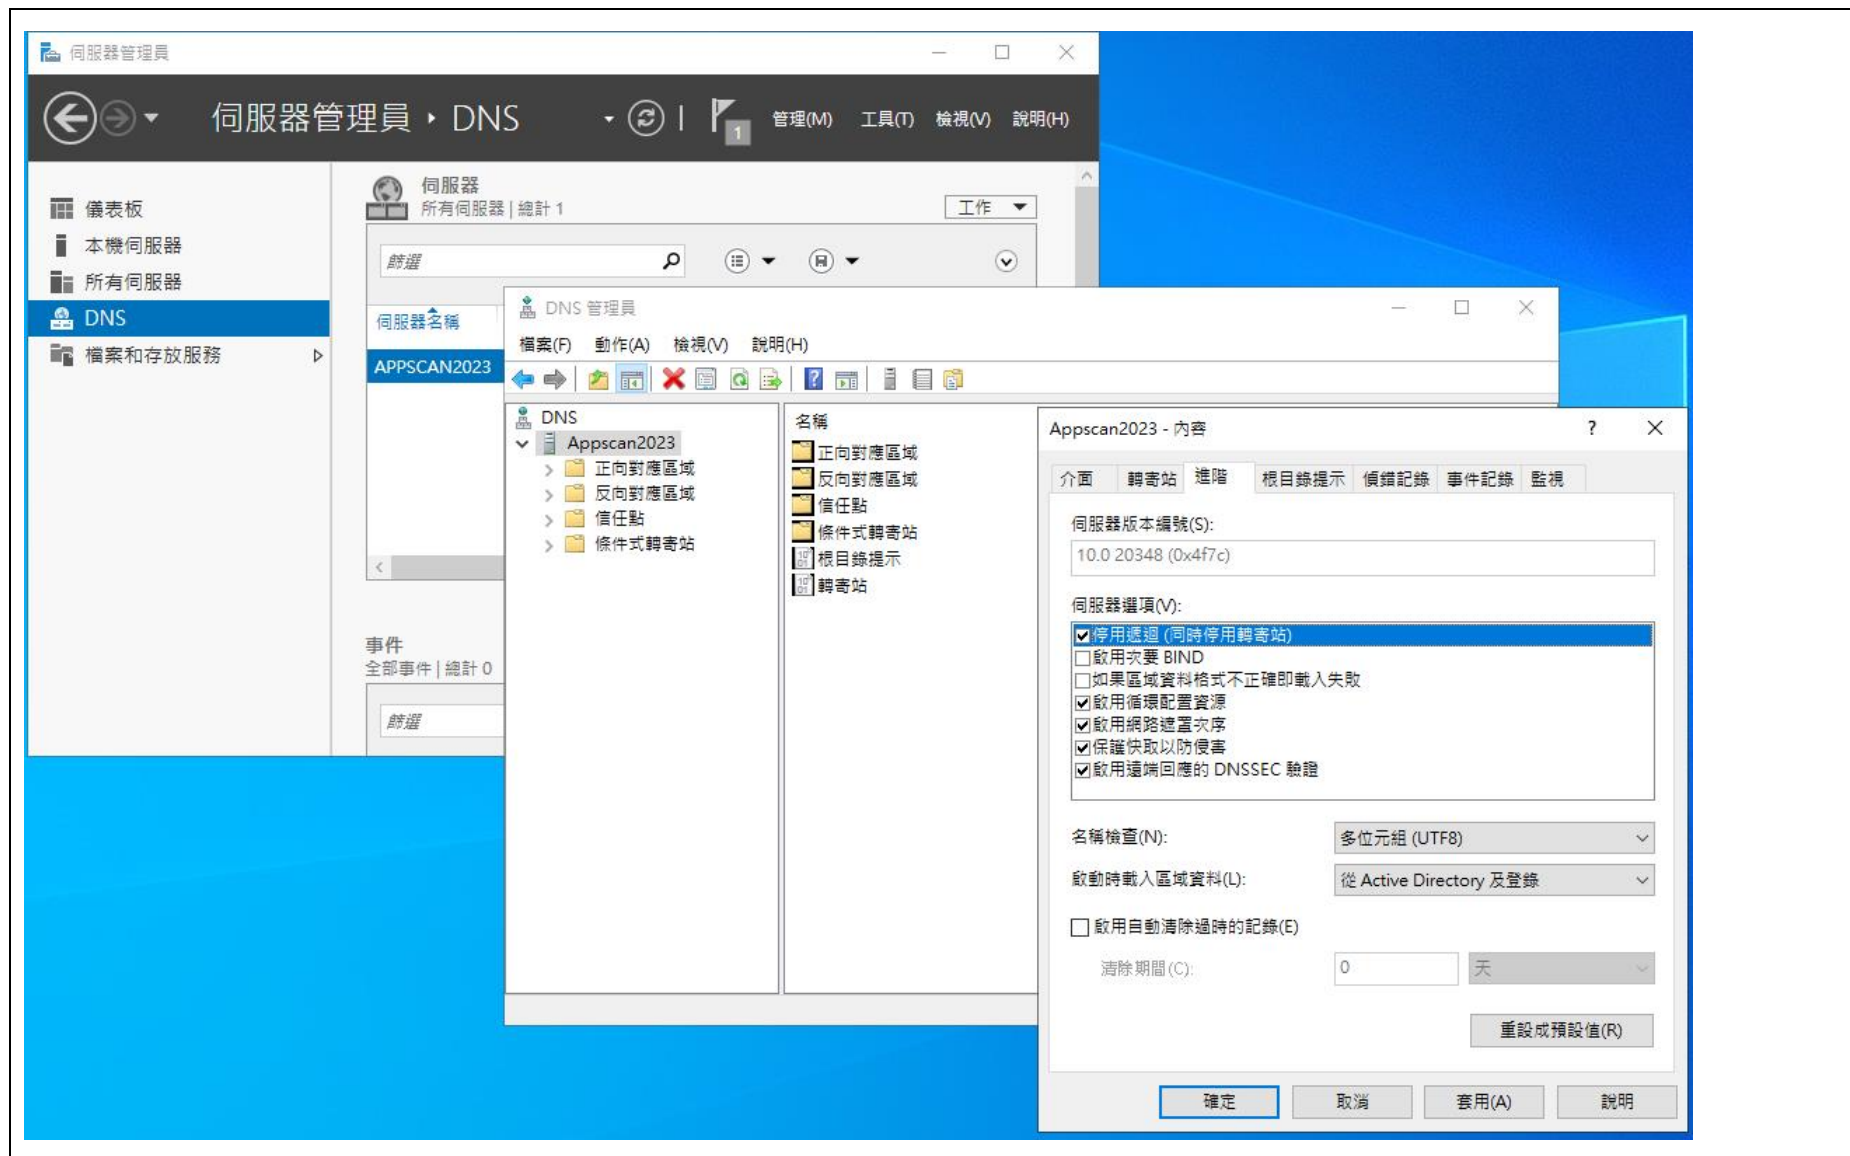 伺服器管理員
伺服器管理員 ‣ DNS
1
管理(M) 工具(T) 檢視(V) 說明(H)
儀表板
本機伺服器
所有伺服器
DNS
檔案和存放服務
伺服器
所有伺服器 | 總計 1
工作
篩選
伺服器名稱
APPSCAN2023
事件
全部事件 | 總計 0
篩選
DNS 管理員
檔案(F) 動作(A) 檢視(V) 說明(H)
DNS
Appscan2023
正向對應區域
反向對應區域
信任點
條件式轉寄站
名稱
正向對應區域
反向對應區域
信任點
條件式轉寄站
根目錄提示
轉寄站
Appscan2023 - 內容
介面 轉寄站 進階 根目錄提示 偵錯記錄 事件記錄 監視
伺服器版本編號(S):
10.0 20348 (0x4f7c)
伺服器選項(V):
停用遞迴 (同時停用轉寄站)
啟用次要 BIND
如果區域資料格式不正確即載入失敗
啟用循環配置資源
啟用網路遮罩次序
保護快取以防侵害
啟用遠端回應的 DNSSEC 驗證
名稱檢查(N): 多位元組 (UTF8)
啟動時載入區域資料(L): 從 Active Directory 及登錄
啟用自動清除過時的記錄(E)
清除期間(C): 0 天
重設成預設值(R)
確定 取消 套用(A) 說明